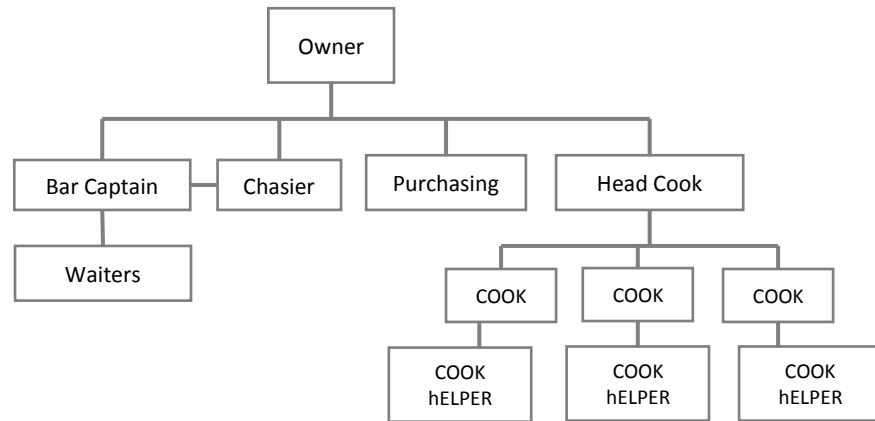 Owner
Bar Captain
Chasier
Purchasing
Head Cook
Waiters
COOK
COOK
COOK
COOK
hELPER
COOK
hELPER
COOK
hELPER